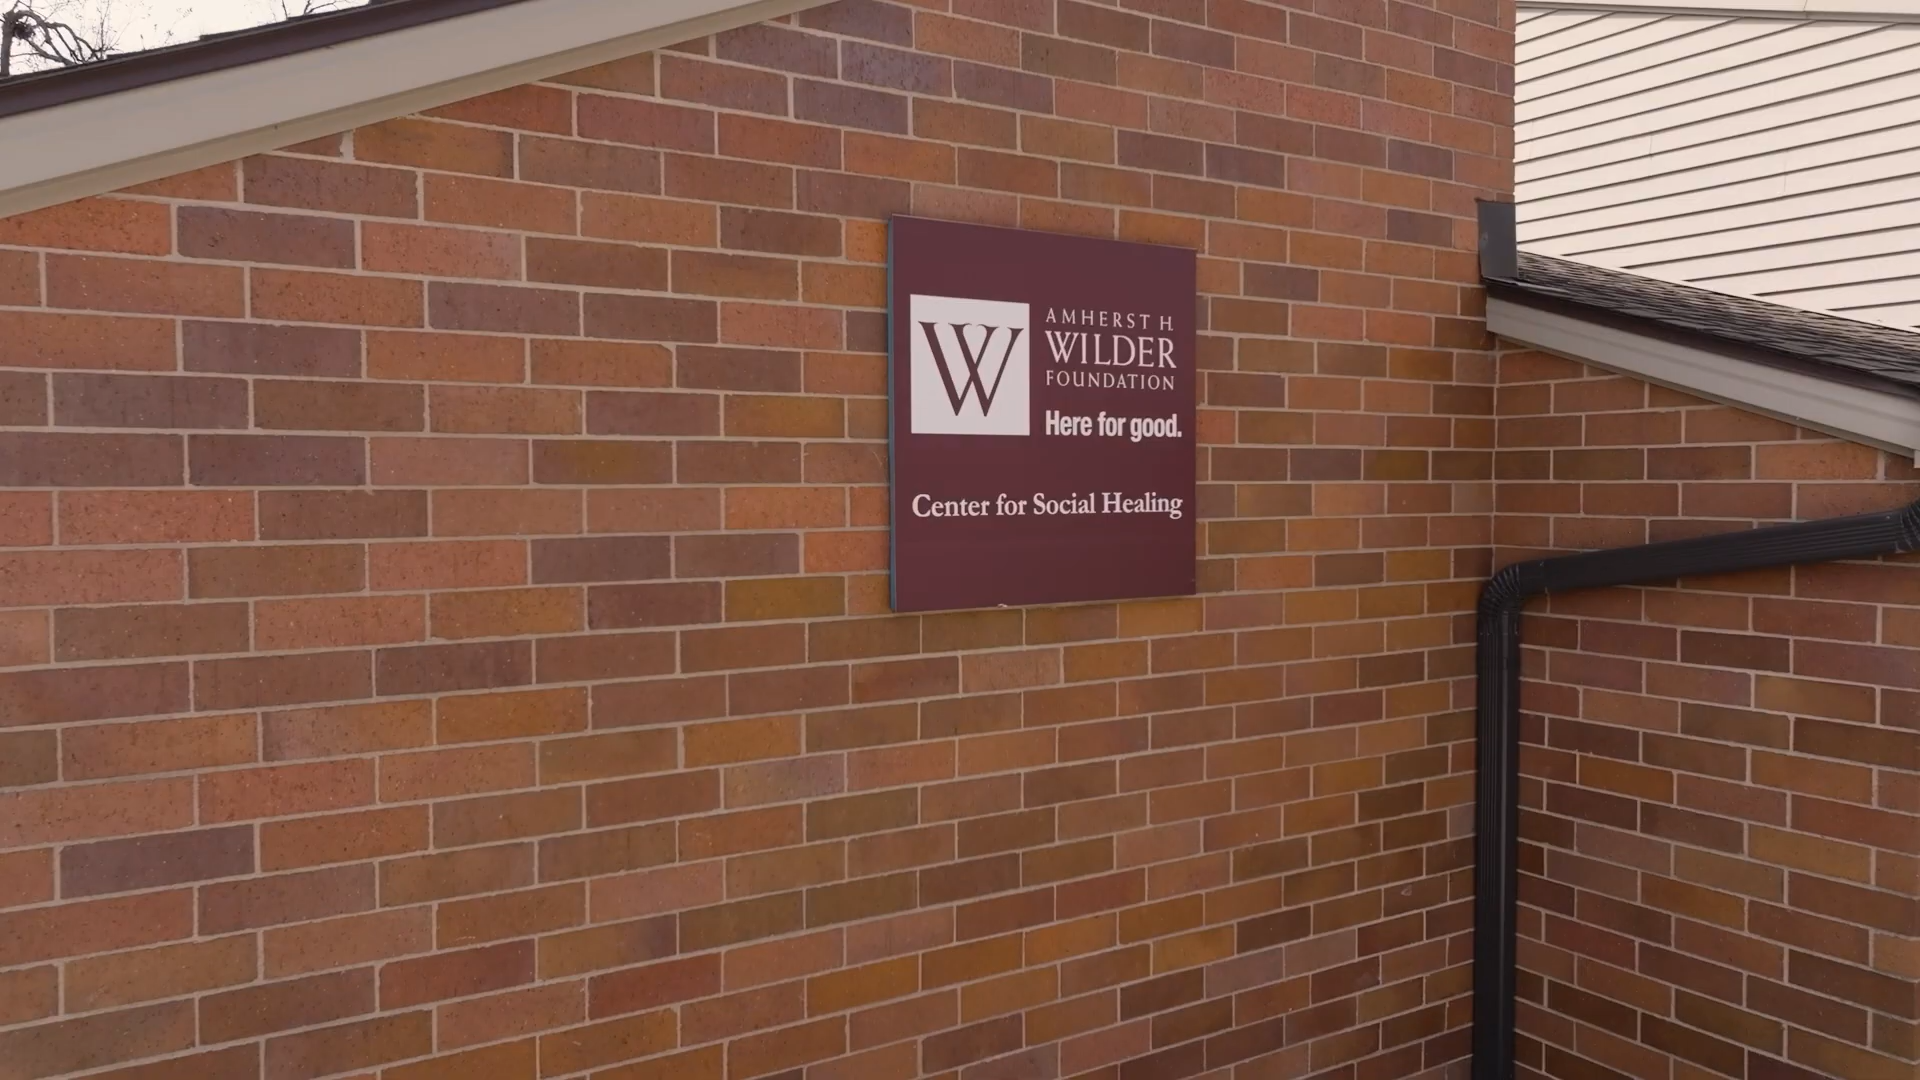 W
AMHERST H.
WILDER
FOUNDATION
Here for good.
Center for Social Healing